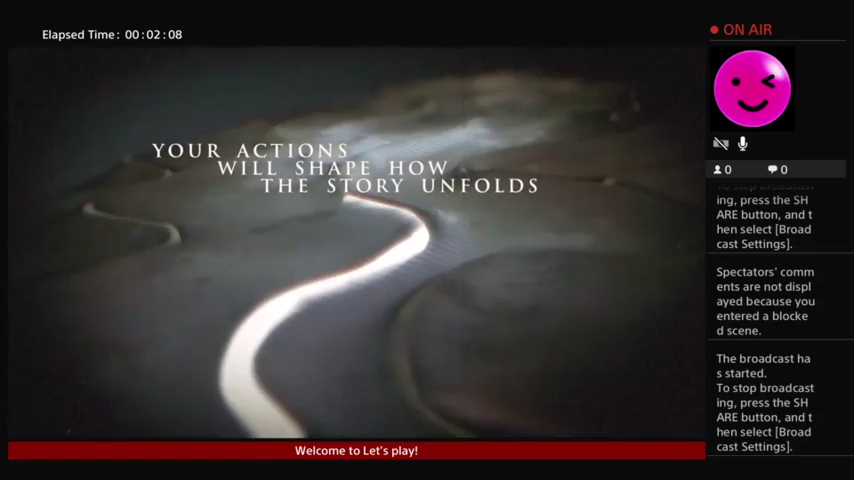 Elapsed Time: 00:02:08
ON AIR
YOUR ACTIONS
WILL SHAPE HOW
THE STORY UNFOLDS
0 0
To stop broadcast
ing, press the SH
ARE button, and t
hen select [Broad
cast Settings].
Spectators' comm
ents are not displ
ayed because you
entered a blocke
d scene.
The broadcast ha
s started.
To stop broadcast
ing, press the SH
ARE button, and t
hen select [Broad
cast Settings].
Welcome to Let's play!